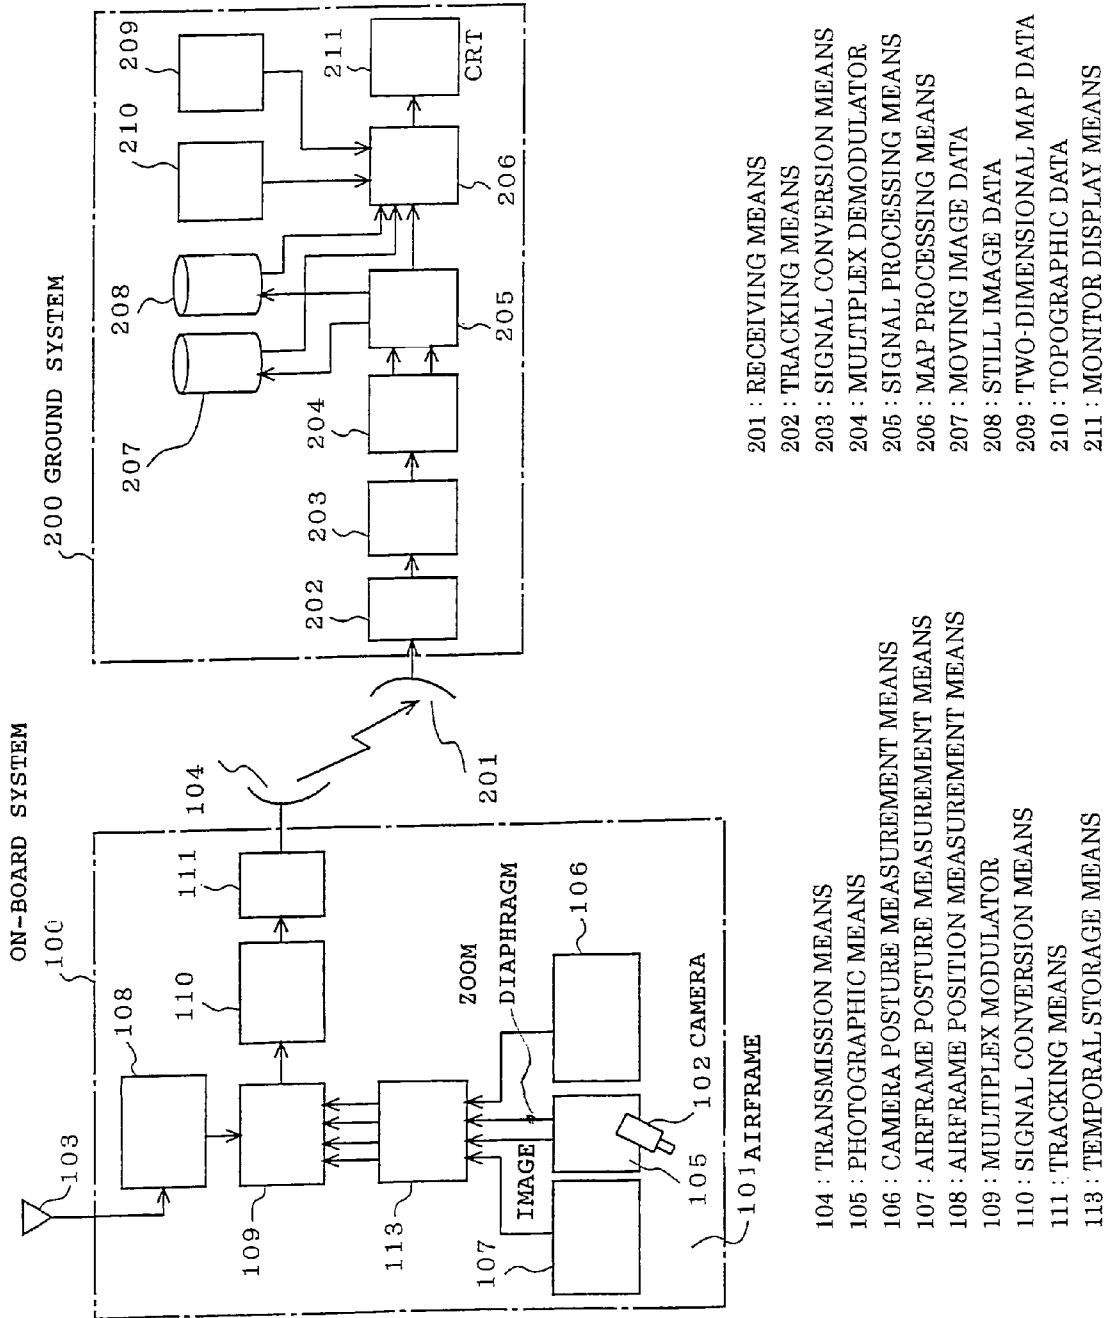 ON-BOARD SYSTEM
100
103
108
109
110
111
104
113
IMAGE
ZOOM
DIAPHRAGM
107
105
106
102 CAMERA
101 AIRFRAME
200 GROUND SYSTEM
201
202
203
204
205
206
207
208
210
209
211
CRT
104 : TRANSMISSION MEANS
105 : PHOTOGRAPHIC MEANS
106 : CAMERA POSTURE MEASUREMENT MEANS
107 : AIRFRAME POSTURE MEASUREMENT MEANS
108 : AIRFRAME POSITION MEASUREMENT MEANS
109 : MULTIPLEX MODULATOR
110 : SIGNAL CONVERSION MEANS
111 : TRACKING MEANS
113 : TEMPORAL STORAGE MEANS
201 : RECEIVING MEANS
202 : TRACKING MEANS
203 : SIGNAL CONVERSION MEANS
204 : MULTIPLEX DEMODULATOR
205 : SIGNAL PROCESSING MEANS
206 : MAP PROCESSING MEANS
207 : MOVING IMAGE DATA
208 : STILL IMAGE DATA
209 : TWO-DIMENSIONAL MAP DATA
210 : TOPOGRAPHIC DATA
211 : MONITOR DISPLAY MEANS